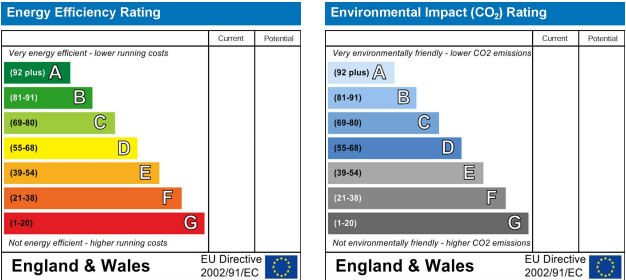 Energy Efficiency Rating
Current Potential
Very energy efficient - lower running costs
(92 plus) A
(81-91) B
(69-80) C
(55-68) D
(39-54) E
(21-38) F
(1-20) G
Not energy efficient - higher running costs
England & Wales
EU Directive
2002/91/EC
Environmental Impact (CO₂) Rating
Current Potential
Very environmentally friendly - lower CO2 emissions
(92 plus) A
(81-91) B
(69-80) C
(55-68) D
(39-54) E
(21-38) F
(1-20) G
Not environmentally friendly - higher CO2 emissions
England & Wales
EU Directive
2002/91/EC